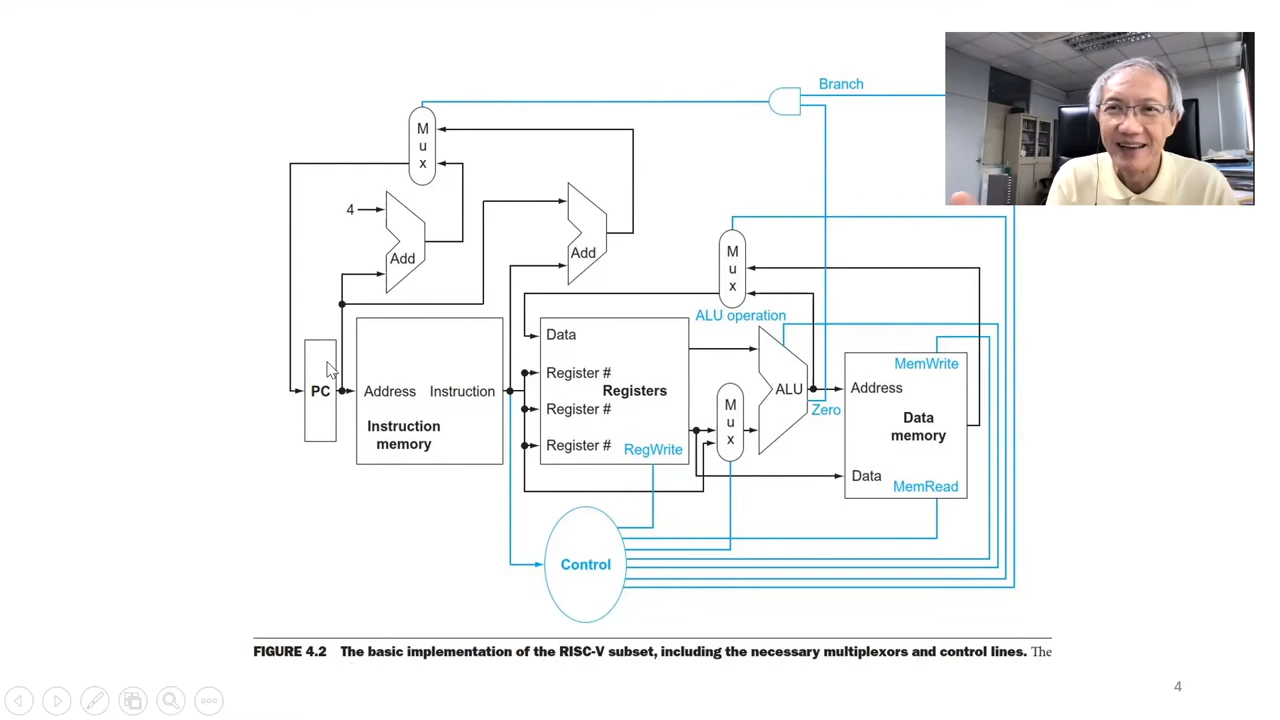 Branch
M
u
x
4
Add
Add
M
u
x
ALU operation
Data
Register #
Registers
Register #
Register #
RegWrite
PC
Address
Instruction
Instruction
memory
M
u
x
ALU
Zero
MemWrite
Address
Data
memory
Data
MemRead
Control
FIGURE 4.2 The basic implementation of the RISC-V subset, including the necessary multiplexors and control lines. The
4